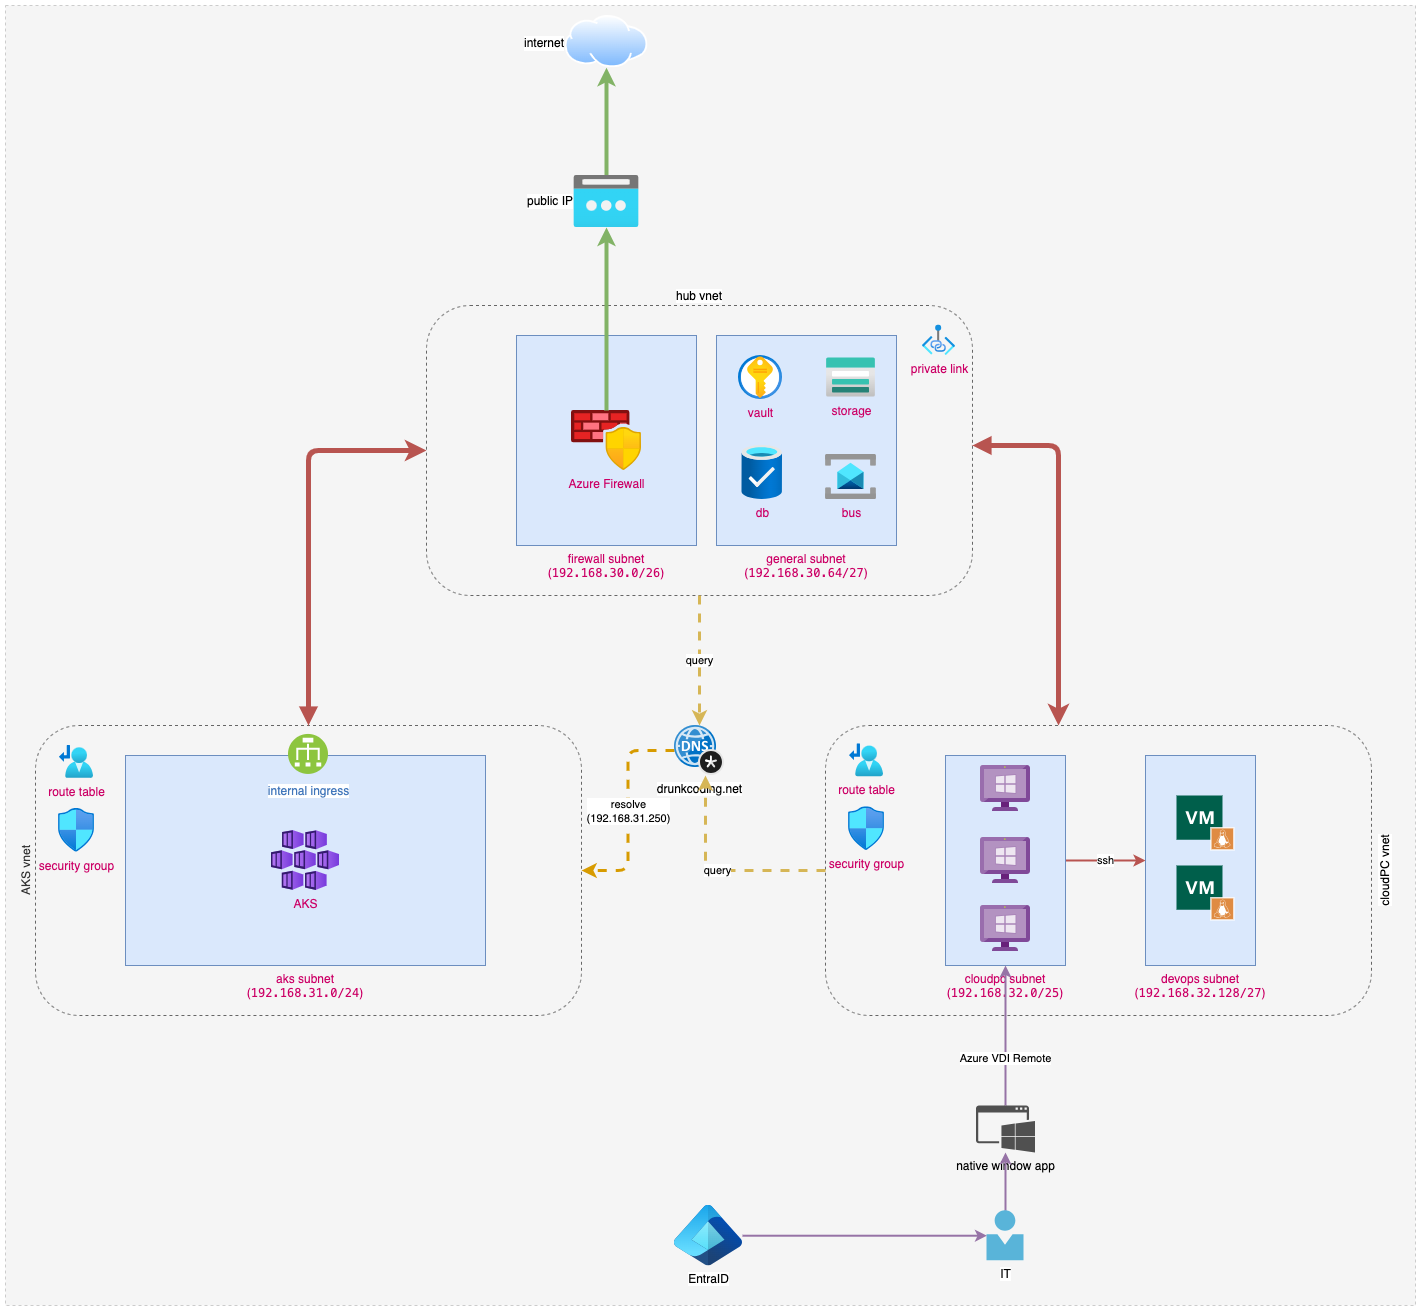 internet
public IP
hub vnet
private link
vault
storage
Azure Firewall
db
bus
firewall subnet
(192.168.30.0/26)
general subnet
(192.168.30.64/27)
query
DNS
drunkcoding.net
resolve
(192.168.31.250)
query
AKS vnet
route table
security group
internal ingress
AKS
aks subnet
(192.168.31.0/24)
cloudPC vnet
route table
security group
ssh
VM
VM
cloudpc subnet
(192.168.32.0/25)
devops subnet
(192.168.32.128/27)
Azure VDI Remote
native window app
EntraID
IT